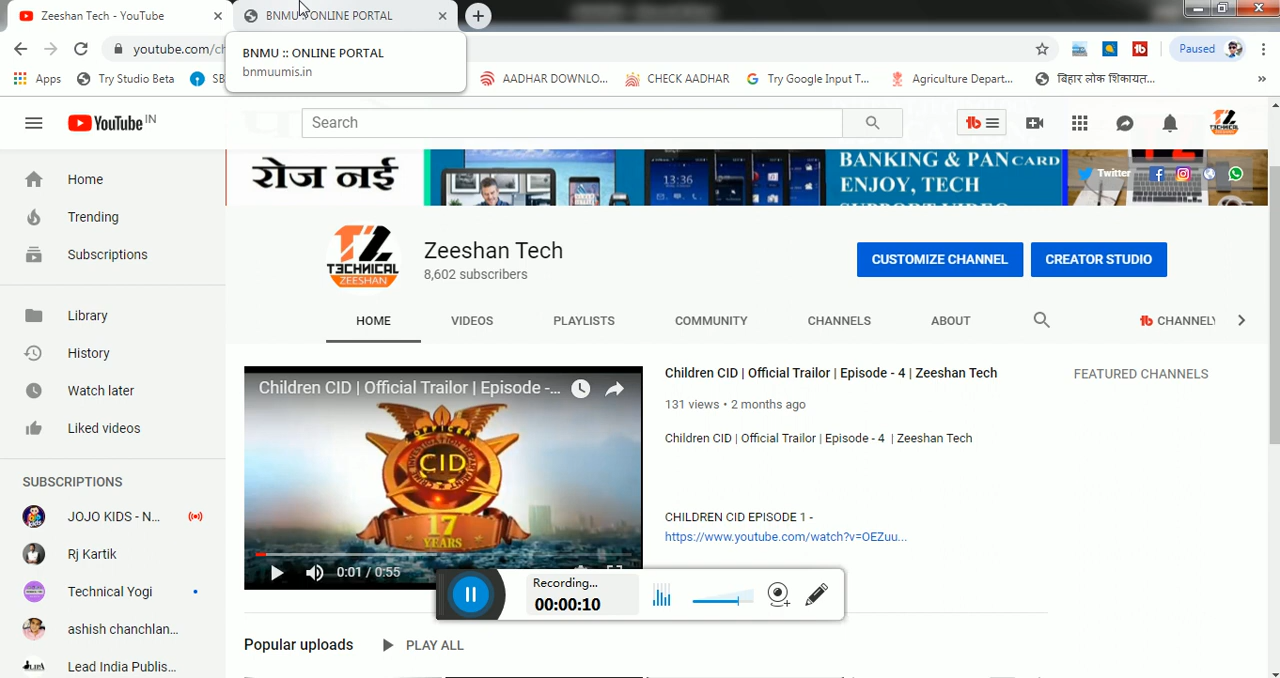 Zeeshan Tech - YouTube
BNMU :: ONLINE PORTAL
youtube.com/ch
BNMU :: ONLINE PORTAL
bnmuumis.in
Paused
Apps
Try Studio Beta
SB
AADHAR DOWNLO...
CHECK AADHAR
Try Google Input T...
Agriculture Depart...
बिहार लोक शिकायत...
»
YouTube IN
Search
रोज नई
13:36
BANKING & PAN CARD
ENJOY, TECH
SUPPORT VIDEO
Twitter
Home
Trending
Subscriptions
Library
History
Watch later
Liked videos
SUBSCRIPTIONS
JOJO KIDS - N...
Rj Kartik
Technical Yogi
ashish chanchlan...
Lead India Publis...
TECHNICAL
ZEESHAN
Zeeshan Tech
8,602 subscribers
CUSTOMIZE CHANNEL
CREATOR STUDIO
HOME
VIDEOS
PLAYLISTS
COMMUNITY
CHANNELS
ABOUT
CHANNELY
Children CID | Official Trailor | Episode -...
CID
17
YEARS
0:01 / 0:55
Children CID | Official Trailor | Episode - 4 | Zeeshan Tech
131 views • 2 months ago
Children CID | Official Trailor | Episode - 4 | Zeeshan Tech
CHILDREN CID EPISODE 1 -
https://www.youtube.com/watch?v=OEZuu...
FEATURED CHANNELS
Recording...
00:00:10
Popular uploads
PLAY ALL